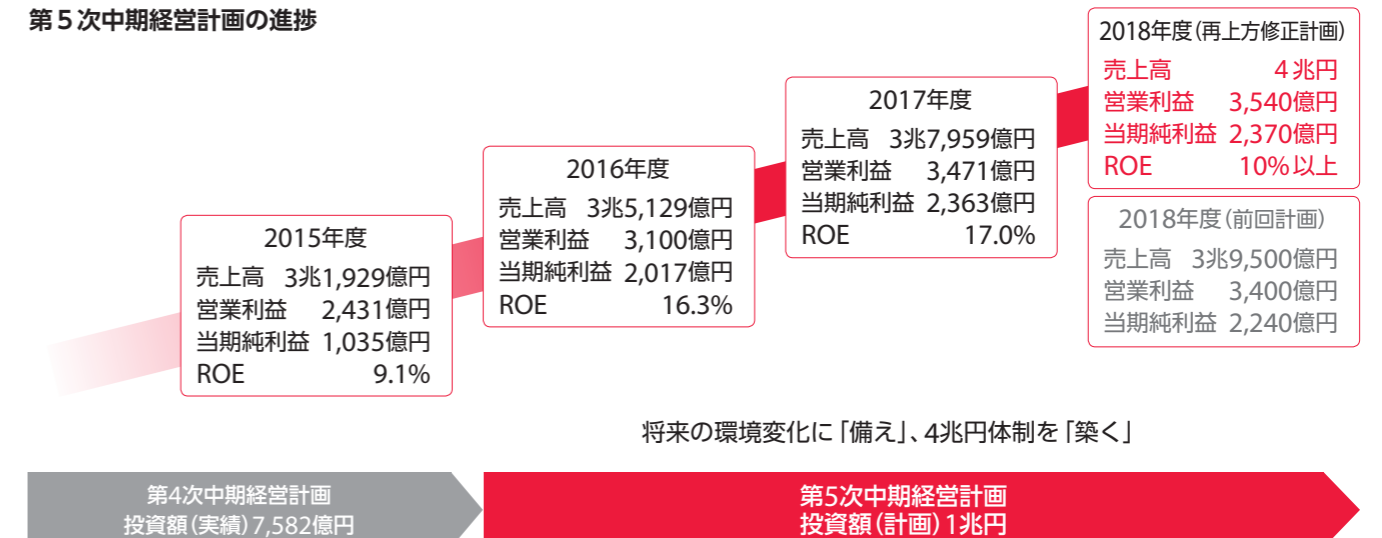 第5次中期経営計画の進捗
2015年度
売上高 3兆1,929億円
営業利益 2,431億円
当期純利益 1,035億円
ROE 9.1%
2016年度
売上高 3兆5,129億円
営業利益 3,100億円
当期純利益 2,017億円
ROE 16.3%
2017年度
売上高 3兆7,959億円
営業利益 3,471億円
当期純利益 2,363億円
ROE 17.0%
2018年度(再上方修正計画)
売上高 4兆円
営業利益 3,540億円
当期純利益 2,370億円
ROE 10%以上
2018年度(前回計画)
売上高 3兆9,500億円
営業利益 3,400億円
当期純利益 2,240億円
将来の環境変化に「備え」、4兆円体制を「築く」
第4次中期経営計画
投資額(実績)7,582億円
第5次中期経営計画
投資額(計画)1兆円